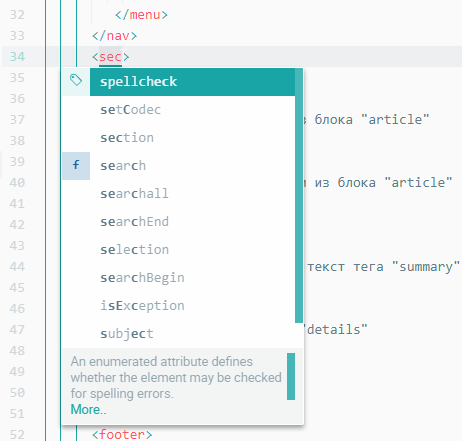 32 </menu>
33 </nav>
34 <sec>
35 spellcheck
36 setCodec
37 section из блока "article"
38
39 f search
40 searchall и из блока "article"
41 searchEnd
42
43 selection
44 searchBegin текст тега "summary"
45 isException
46
47 subject "details"
48
49 An enumerated attribute defines
50 whether the element may be checked
for spelling errors.
51 More..
52 <footer>